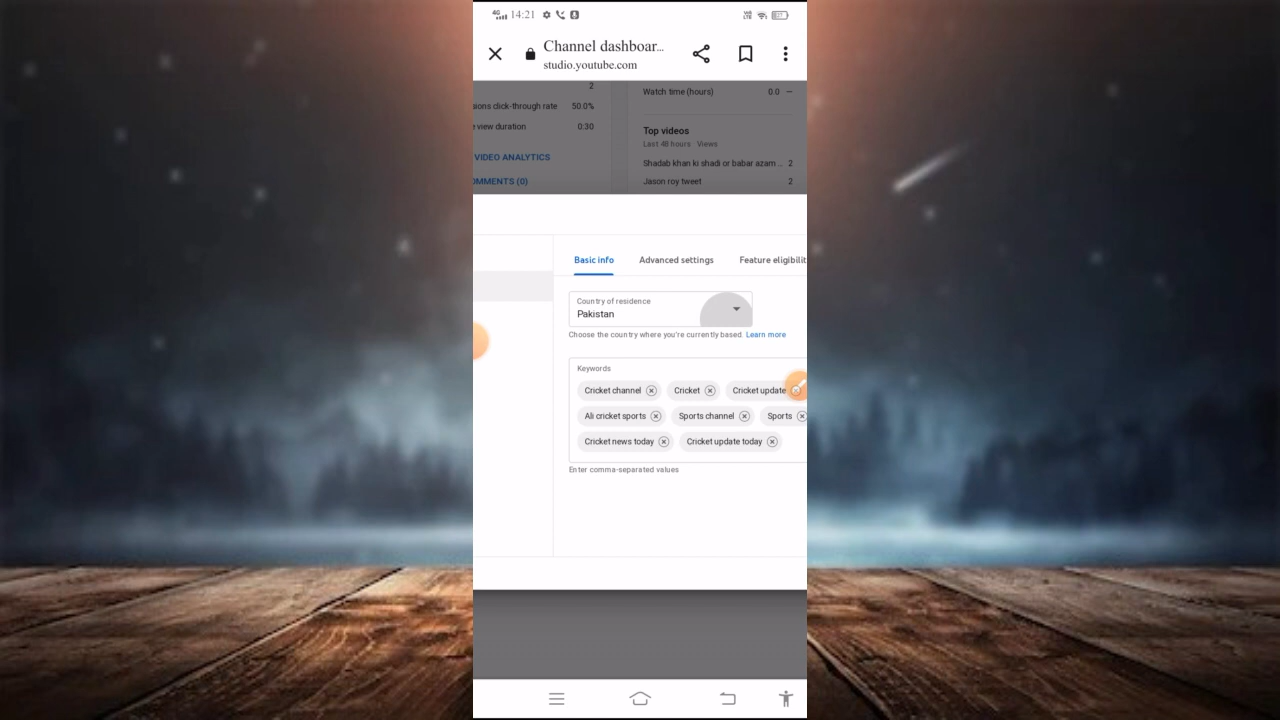 4G 14:21
Channel dashboar...
studio.youtube.com
2
ions click-through rate 50.0%
view duration 0:30
VIDEO ANALYTICS
MMENTS (0)
Watch time (hours) 0.0 —
Top videos
Last 48 hours · Views
Shadab khan ki shadi or babar azam ... 2
Jason roy tweet 2
Basic info Advanced settings Feature eligibilit
Country of residence
Pakistan
Choose the country where you're currently based. Learn more
Keywords
Cricket channel Cricket Cricket update
Ali cricket sports Sports channel Sports
Cricket news today Cricket update today
Enter comma-separated values